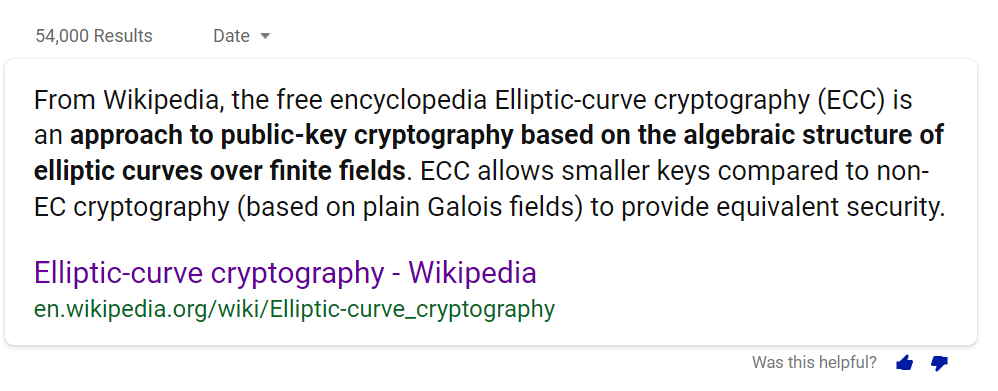 54,000 Results Date
From Wikipedia, the free encyclopedia Elliptic-curve cryptography (ECC) is
an approach to public-key cryptography based on the algebraic structure of
elliptic curves over finite fields. ECC allows smaller keys compared to non-
EC cryptography (based on plain Galois fields) to provide equivalent security.
Elliptic-curve cryptography - Wikipedia
en.wikipedia.org/wiki/Elliptic-curve_cryptography
Was this helpful?